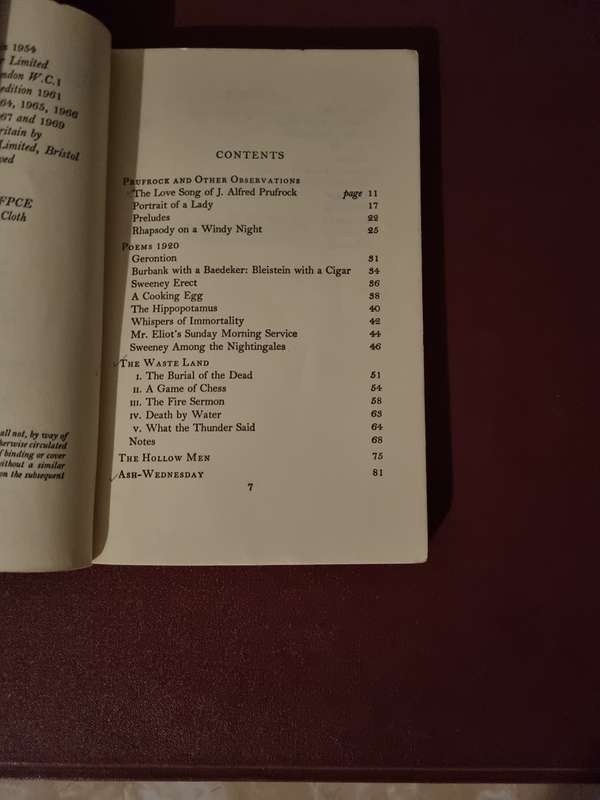 1954
Limited
W.C.1
edition 1961
64, 1965, 1966
67 and 1969
by
Limited, Bristol
FPCE
Cloth
all not, by way of
circulated
binding or cover
without a similar
on the subsequent
CONTENTS
PRUFROCK AND OTHER OBSERVATIONS
The Love Song of J. Alfred Prufrock page 11
Portrait of a Lady 17
Preludes 22
Rhapsody on a Windy Night 25
POEMS 1920
Gerontion 31
Burbank with a Baedeker: Bleistein with a Cigar 34
Sweeney Erect 36
A Cooking Egg 38
The Hippopotamus 40
Whispers of Immortality 42
Mr. Eliot's Sunday Morning Service 44
Sweeney Among the Nightingales 46
THE WASTE LAND
I. The Burial of the Dead 51
II. A Game of Chess 54
III. The Fire Sermon 58
IV. Death by Water 63
V. What the Thunder Said 64
Notes 68
THE HOLLOW MEN 75
ASH-WEDNESDAY 81
7